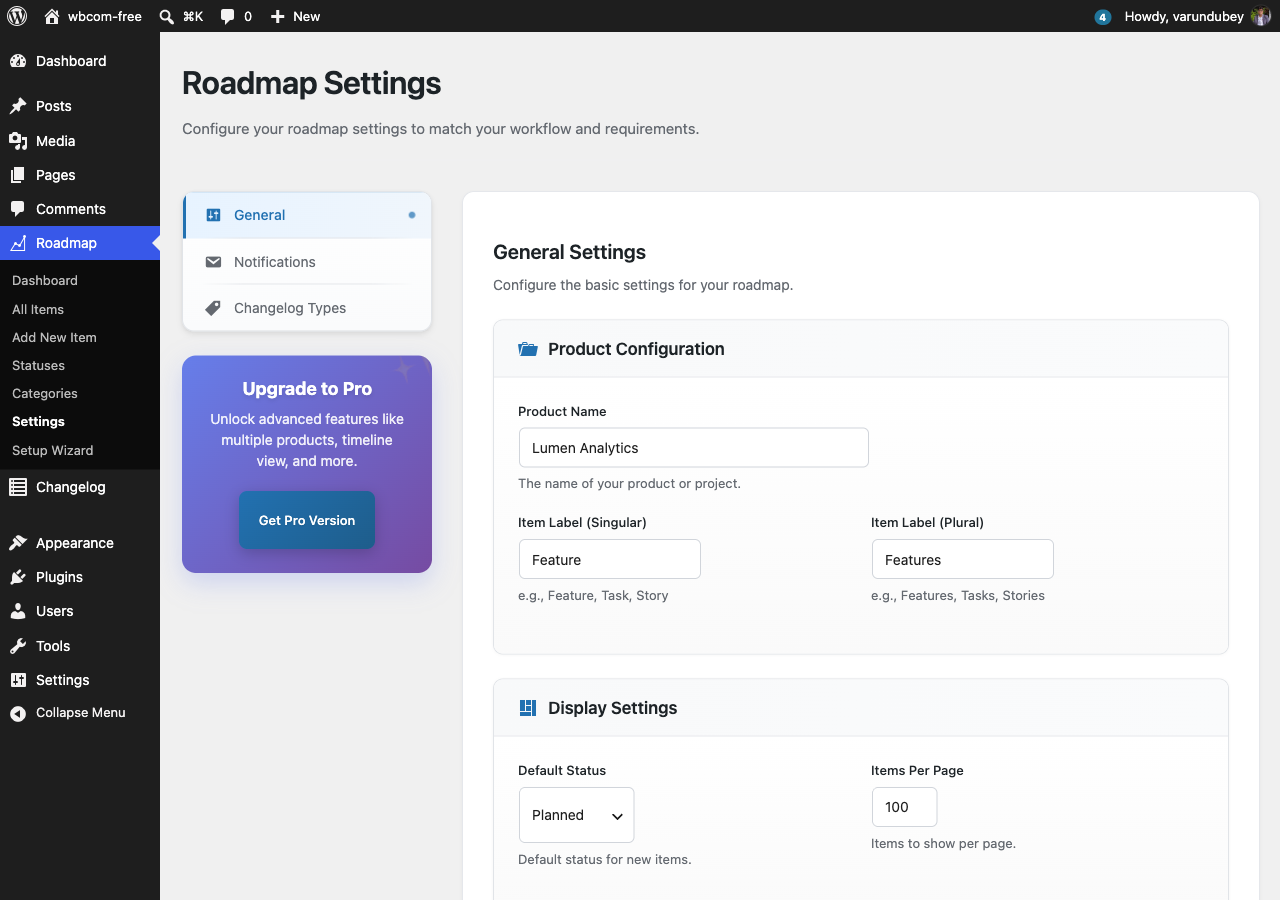 wbcom-free
⌘K
0
New
4
Howdy, varundubey
Dashboard
Posts
Media
Pages
Comments
Roadmap
Dashboard
All Items
Add New Item
Statuses
Categories
Settings
Setup Wizard
Changelog
Appearance
Plugins
Users
Tools
Settings
Collapse Menu
Roadmap Settings
Configure your roadmap settings to match your workflow and requirements.
General
Notifications
Changelog Types
Upgrade to Pro
Unlock advanced features like
multiple products, timeline
view, and more.
Get Pro Version
General Settings
Configure the basic settings for your roadmap.
Product Configuration
Product Name
Lumen Analytics
The name of your product or project.
Item Label (Singular)
Feature
e.g., Feature, Task, Story
Item Label (Plural)
Features
e.g., Features, Tasks, Stories
Display Settings
Default Status
Planned
Default status for new items.
Items Per Page
100
Items to show per page.